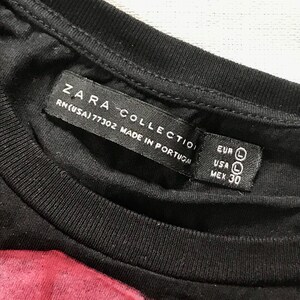 ZARA COLLECTION
RN(USA)77302 MADE IN PORTUGAL
EUR L
USA L
MEX 30